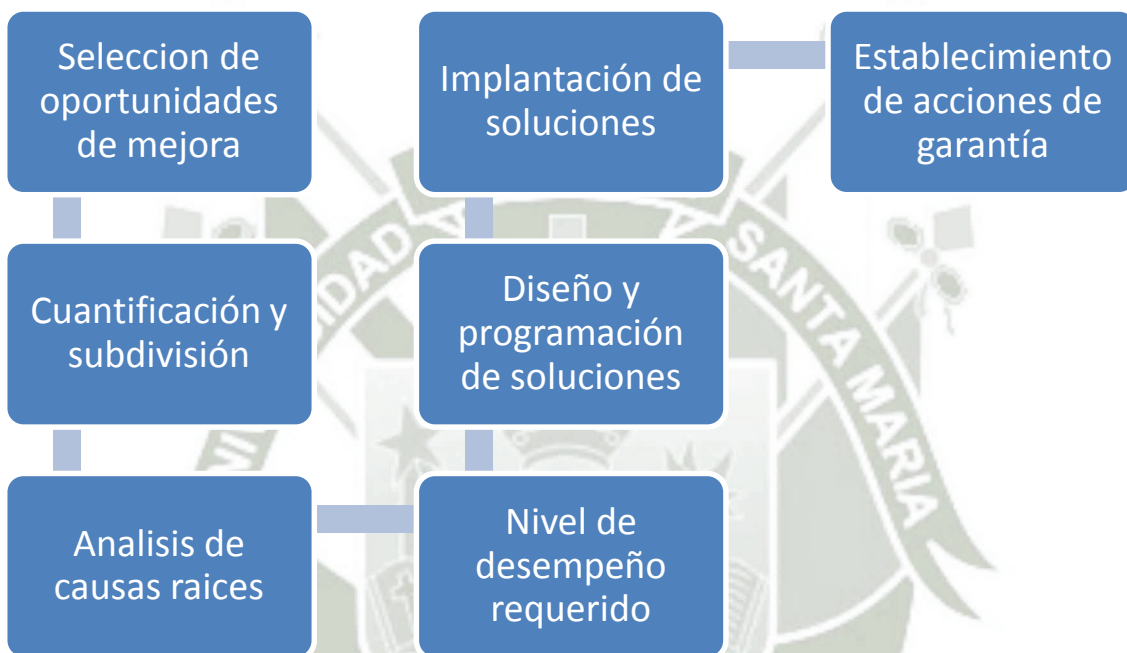 Seleccion de
oportunidades
de mejora
Cuantificación y
subdivisión
Analisis de
causas raices
Nivel de
desempeño
requerido
Diseño y
programación
de soluciones
Implantación de
soluciones
Establecimiento
de acciones de
garantía
SANTA MARIA